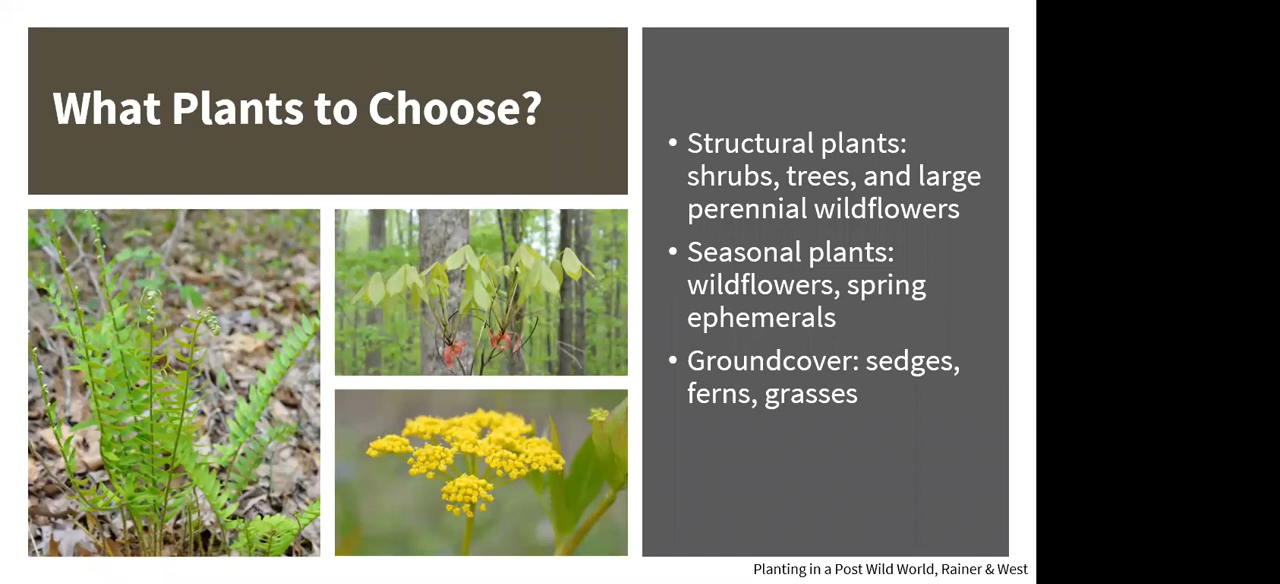 What Plants to Choose?
• Structural plants:
shrubs, trees, and large
perennial wildflowers
• Seasonal plants:
wildflowers, spring
ephemerals
• Groundcover: sedges,
ferns, grasses
Planting in a Post Wild World, Rainer & West